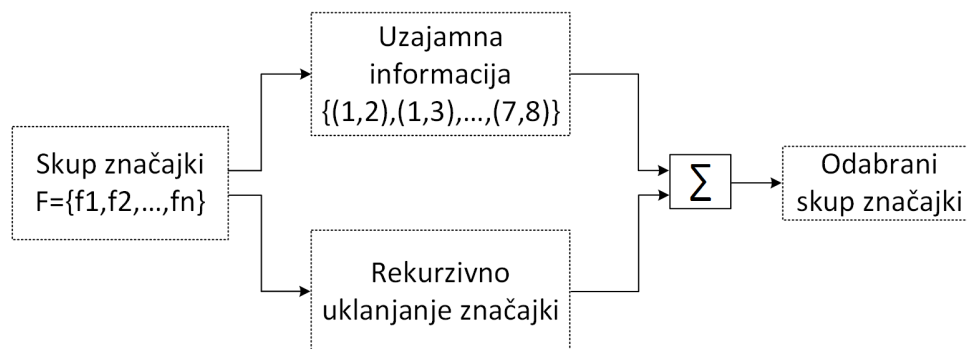 Skup značajki
F={f1,f2,...,fn}
Uzajamna
informacija
{(1,2),(1,3),...,(7,8)}
Rekurzivno
uklanjanje značajki
Σ
Odabrani
skup značajki